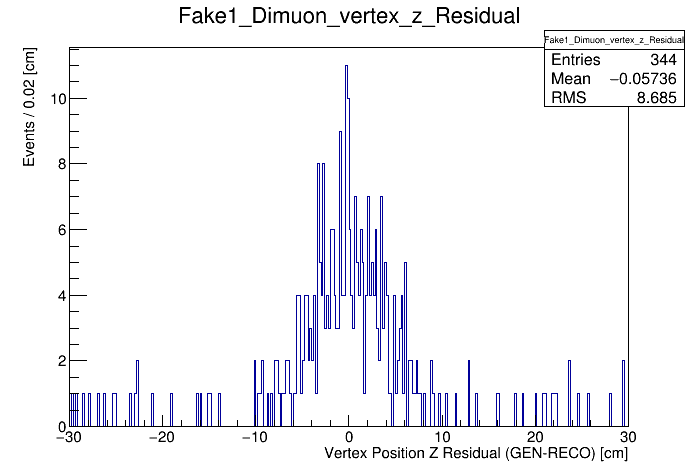 Fake1_Dimuon_vertex_z_Residual
Fake1_Dimuon_vertex_z_Residual
Entries 344
Mean −0.05736
RMS 8.685
Events / 0.02 [cm]
10
8
6
4
2
0
−30 −20 −10 0 10 20 30
Vertex Position Z Residual (GEN-RECO) [cm]